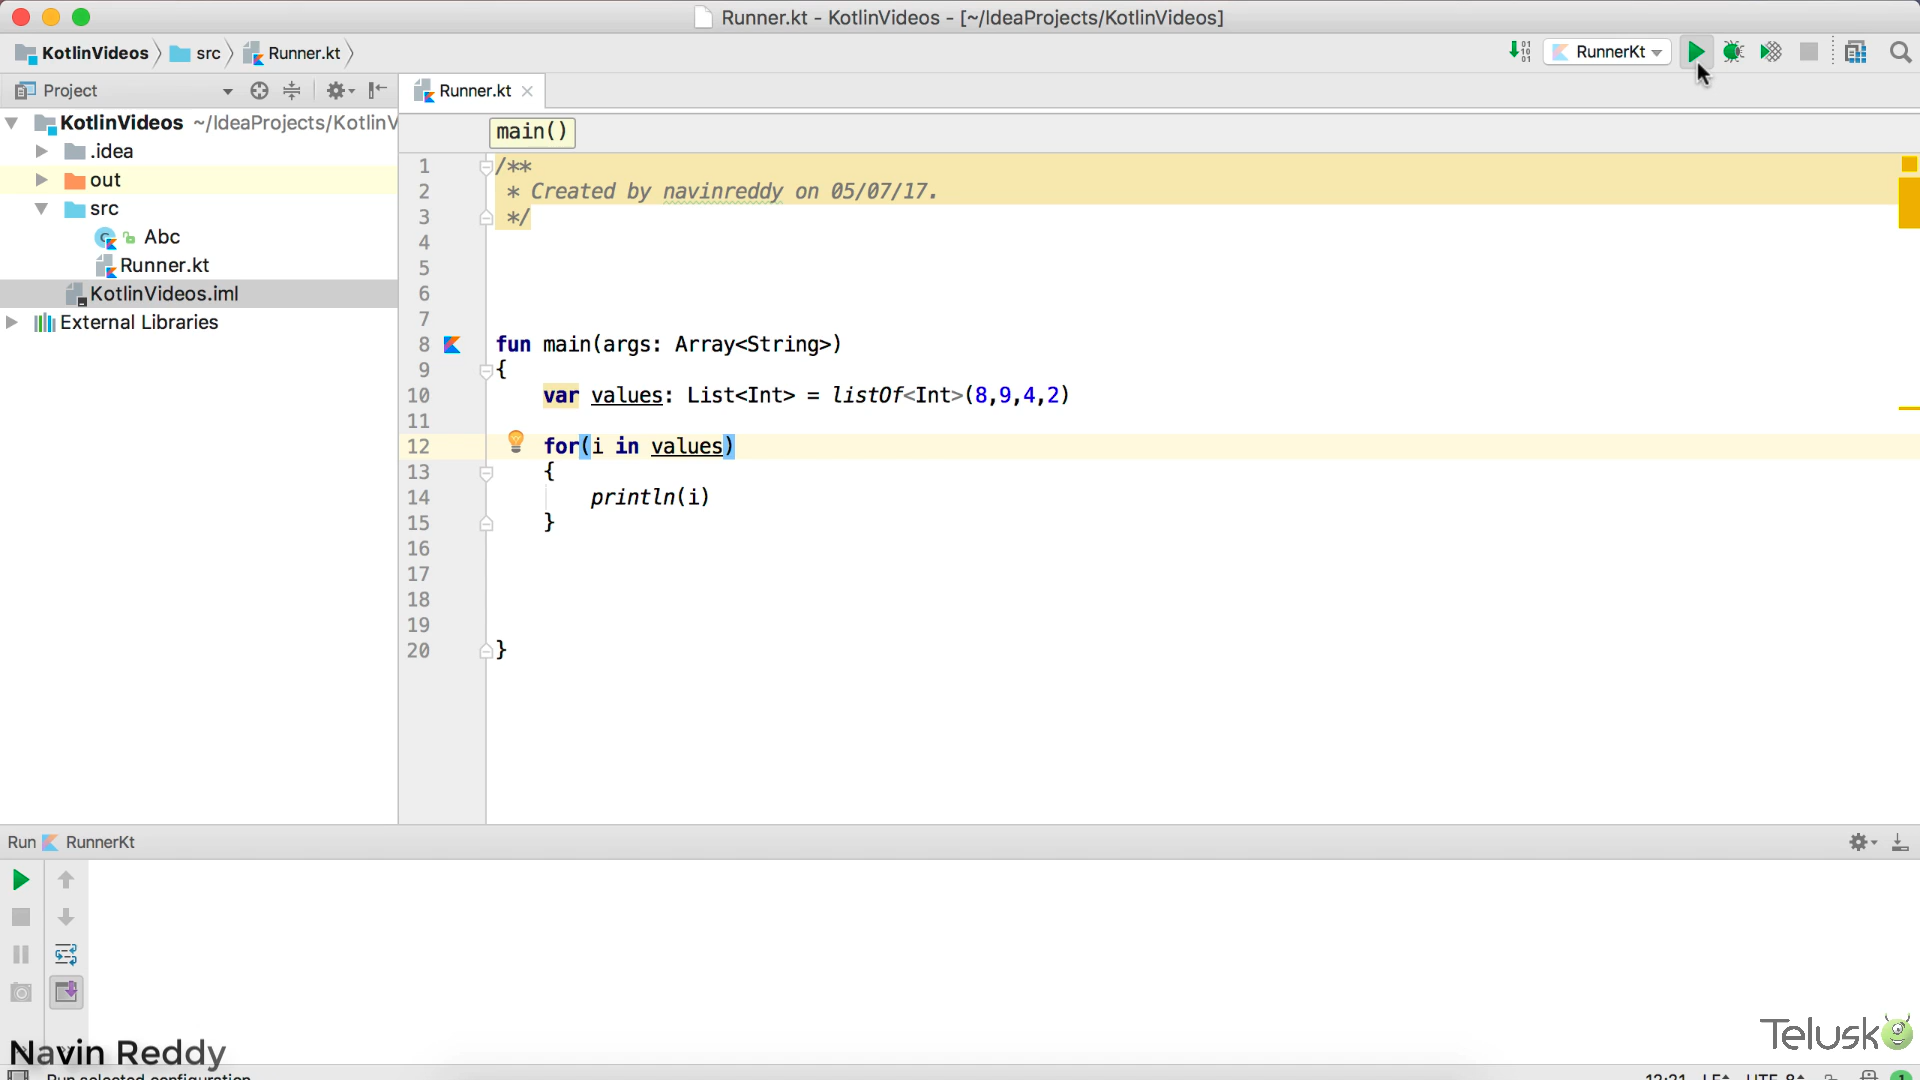 Runner.kt - KotlinVideos - [~/IdeaProjects/KotlinVideos]
KotlinVideos src Runner.kt
RunnerKt
Project
Runner.kt
KotlinVideos ~/IdeaProjects/KotlinV
.idea
out
src
Abc
Runner.kt
KotlinVideos.iml
External Libraries
main()
1 /**
2 * Created by navinreddy on 05/07/17.
3 */
4
5
6
7
8 fun main(args: Array<String>)
9 {
10 var values: List<Int> = listOf<Int>(8,9,4,2)
11
12 for(i in values)
13 {
14 println(i)
15 }
16
17
18
19
20 }
Run RunnerKt
Navin Reddy
Telusko
Run selected configuration